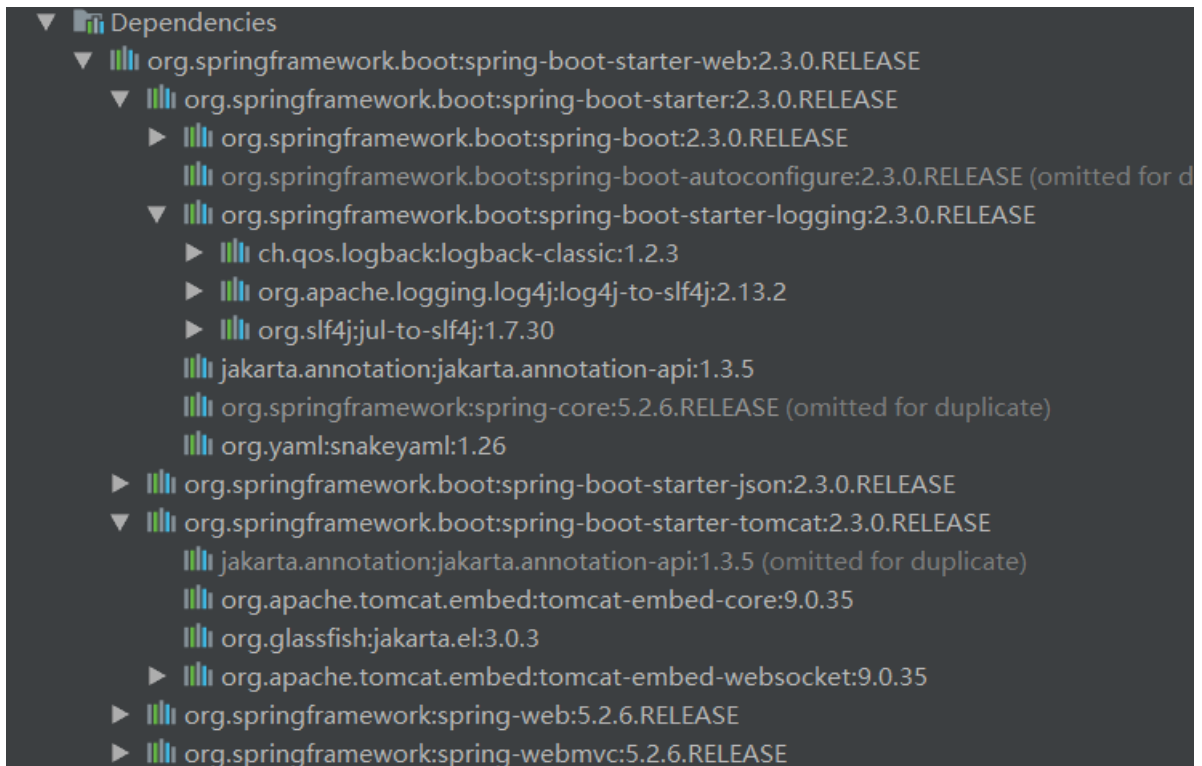 Dependencies
org.springframework.boot:spring-boot-starter-web:2.3.0.RELEASE
org.springframework.boot:spring-boot-starter:2.3.0.RELEASE
org.springframework.boot:spring-boot:2.3.0.RELEASE
org.springframework.boot:spring-boot-autoconfigure:2.3.0.RELEASE (omitted for d
org.springframework.boot:spring-boot-starter-logging:2.3.0.RELEASE
ch.qos.logback:logback-classic:1.2.3
org.apache.logging.log4j:log4j-to-slf4j:2.13.2
org.slf4j:jul-to-slf4j:1.7.30
jakarta.annotation:jakarta.annotation-api:1.3.5
org.springframework:spring-core:5.2.6.RELEASE (omitted for duplicate)
org.yaml:snakeyaml:1.26
org.springframework.boot:spring-boot-starter-json:2.3.0.RELEASE
org.springframework.boot:spring-boot-starter-tomcat:2.3.0.RELEASE
jakarta.annotation:jakarta.annotation-api:1.3.5 (omitted for duplicate)
org.apache.tomcat.embed:tomcat-embed-core:9.0.35
org.glassfish:jakarta.el:3.0.3
org.apache.tomcat.embed:tomcat-embed-websocket:9.0.35
org.springframework:spring-web:5.2.6.RELEASE
org.springframework:spring-webmvc:5.2.6.RELEASE